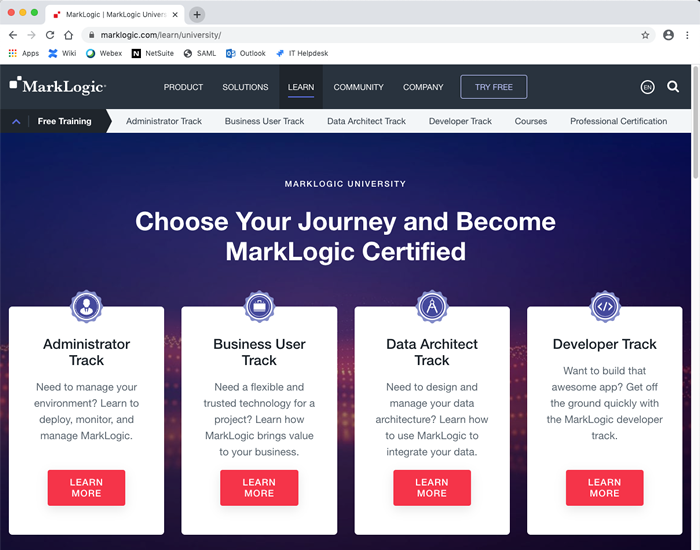 MarkLogic | MarkLogic Univers
marklogic.com/learn/university/
Apps Wiki Webex NetSuite SAML Outlook IT Helpdesk
MarkLogic PRODUCT SOLUTIONS LEARN COMMUNITY COMPANY TRY FREE EN
Free Training Administrator Track Business User Track Data Architect Track Developer Track Courses Professional Certification
MARKLOGIC UNIVERSITY
Choose Your Journey and Become
MarkLogic Certified
Administrator
Track
Need to manage your
environment? Learn to
deploy, monitor, and
manage MarkLogic.
LEARN
MORE
Business User
Track
Need a flexible and
trusted technology for a
project? Learn how
MarkLogic brings value
to your business.
LEARN
MORE
Data Architect
Track
Need to design and
manage your data
architecture? Learn how
to use MarkLogic to
integrate your data.
LEARN
MORE
Developer Track
Want to build that
awesome app? Get off
the ground quickly with
the MarkLogic developer
track.
LEARN
MORE